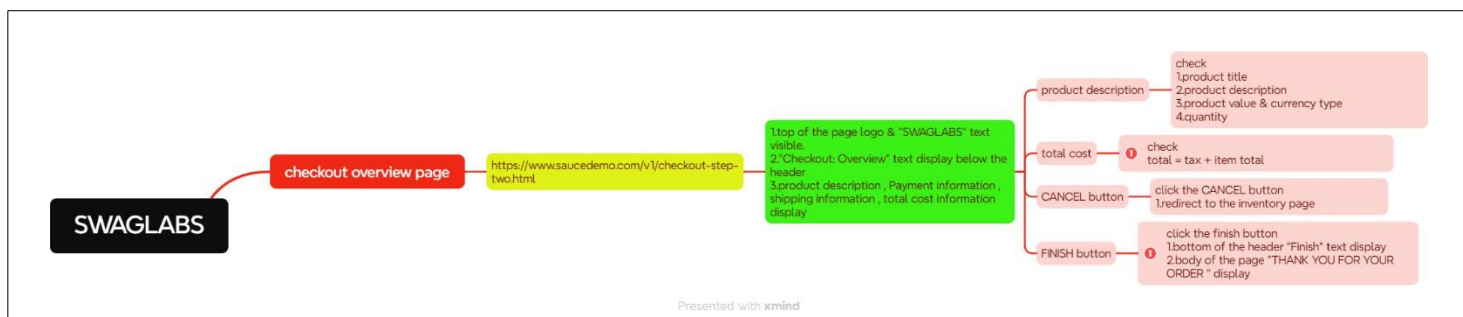 SWAGLABS
checkout overview page
https://www.saucedemo.com/v1/checkout-step-
two.html
1.top of the page logo & "SWAGLABS" text
visible.
2."Checkout: Overview" text display below the
header
3.product description , Payment information ,
shipping information , total cost information
display
product description
check
1.product title
2.product description
3.product value & currency type
4.quantity
total cost
1
check
total = tax + item total
CANCEL button
click the CANCEL button
1.redirect to the inventory page
FINISH button
1
click the finish button
1.bottom of the header "Finish" text display
2.body of the page "THANK YOU FOR YOUR
ORDER " display
Presented with xmind